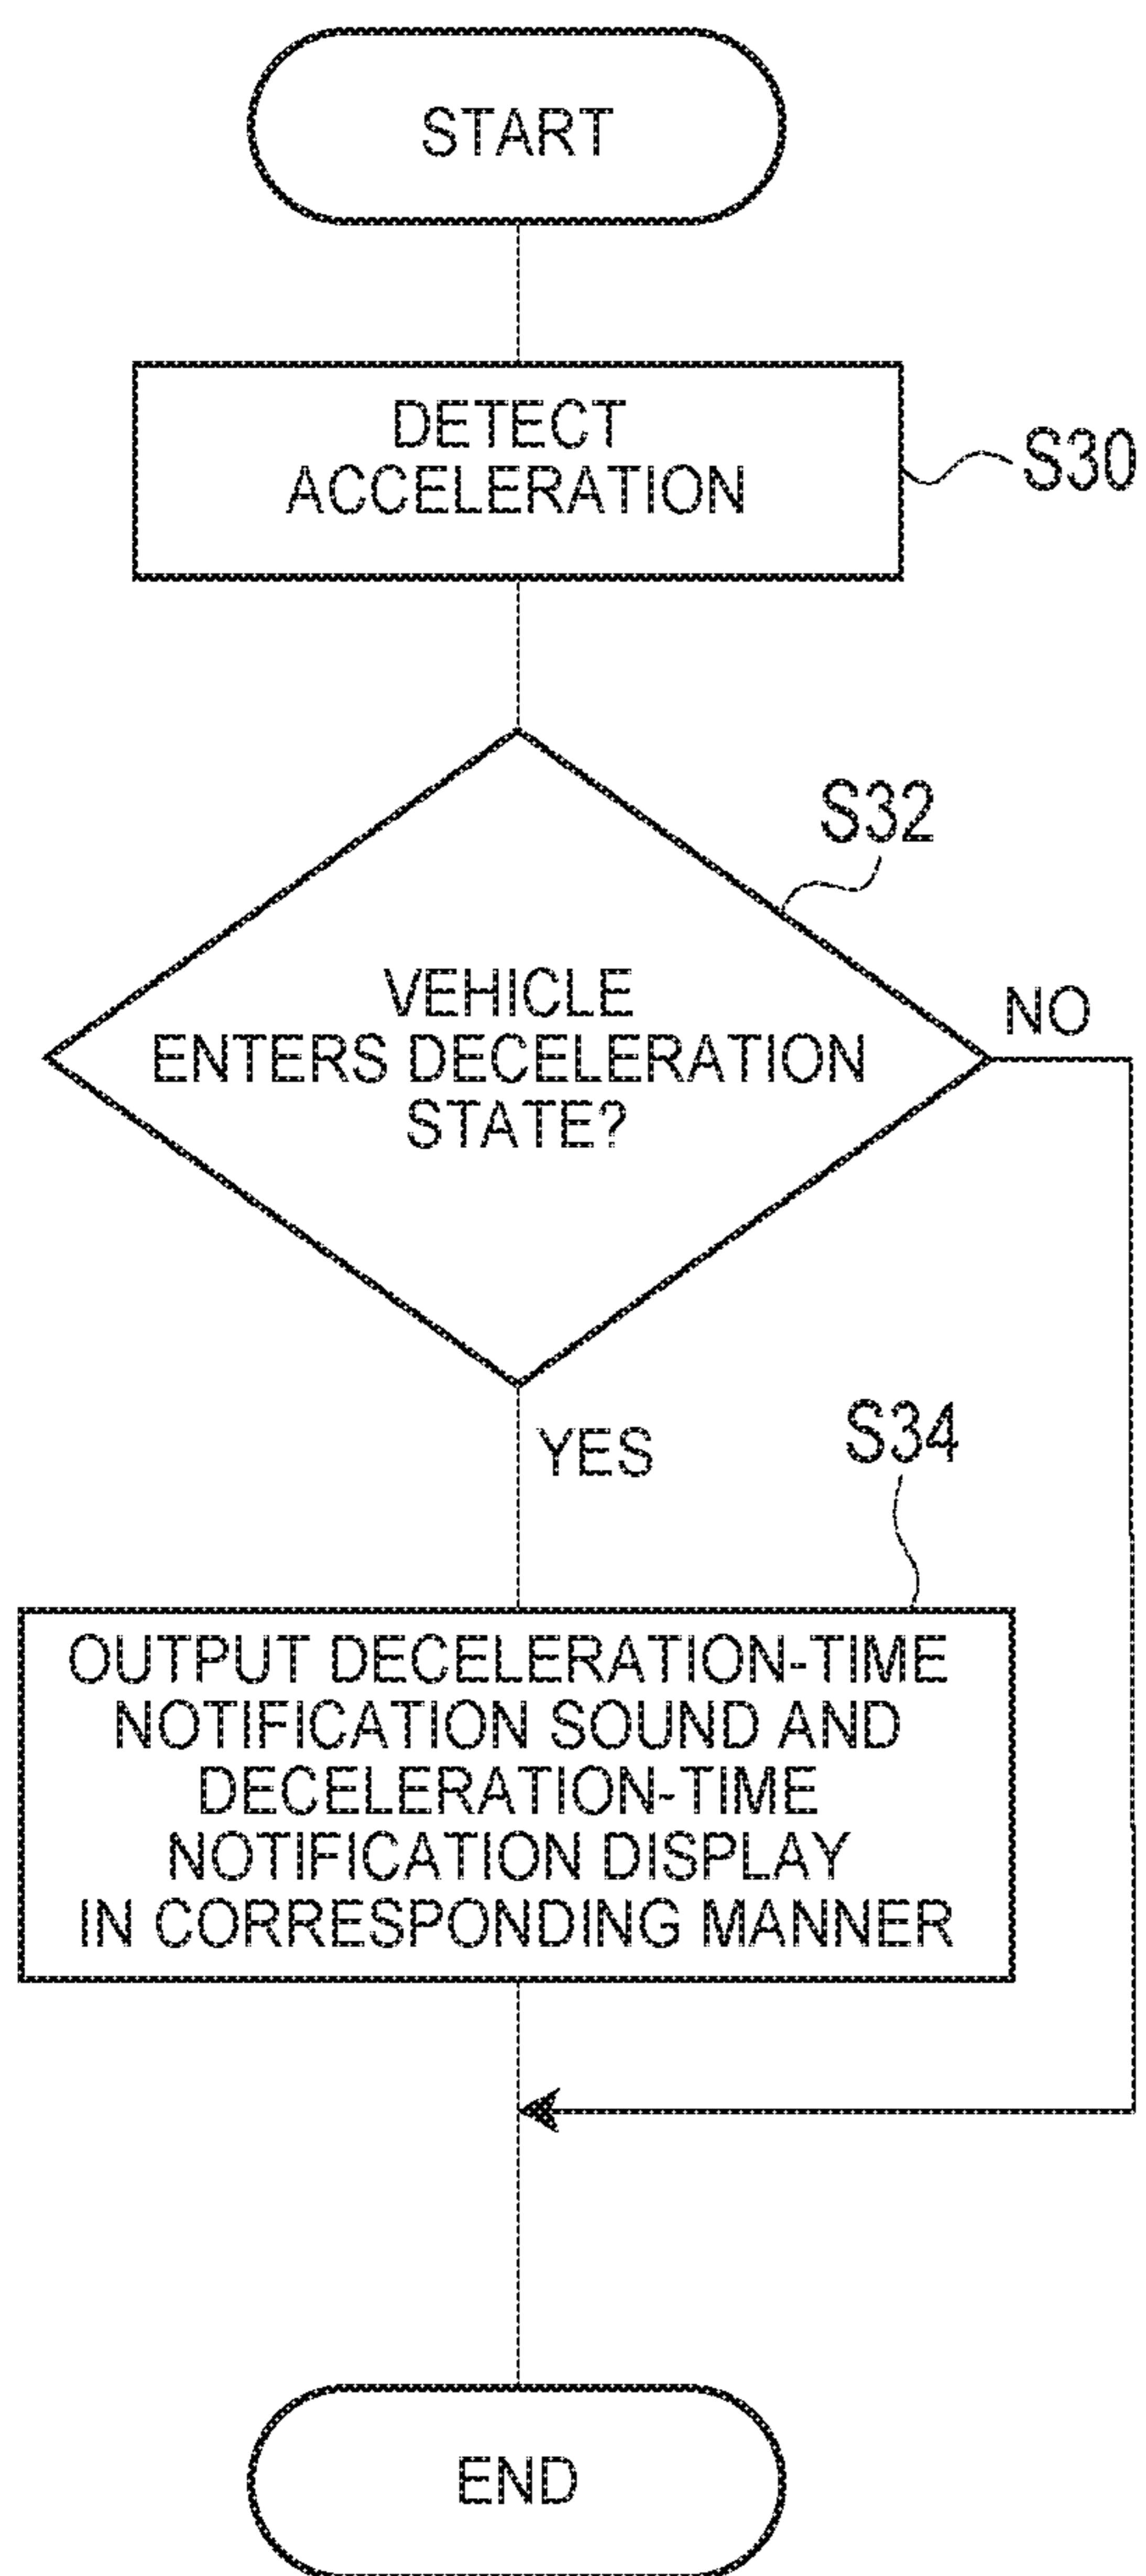 START
DETECT
ACCELERATION
S30
S32
VEHICLE
ENTERS DECELERATION
STATE?
NO
YES
S34
OUTPUT DECELERATION-TIME
NOTIFICATION SOUND AND
DECELERATION-TIME
NOTIFICATION DISPLAY
IN CORRESPONDING MANNER
END